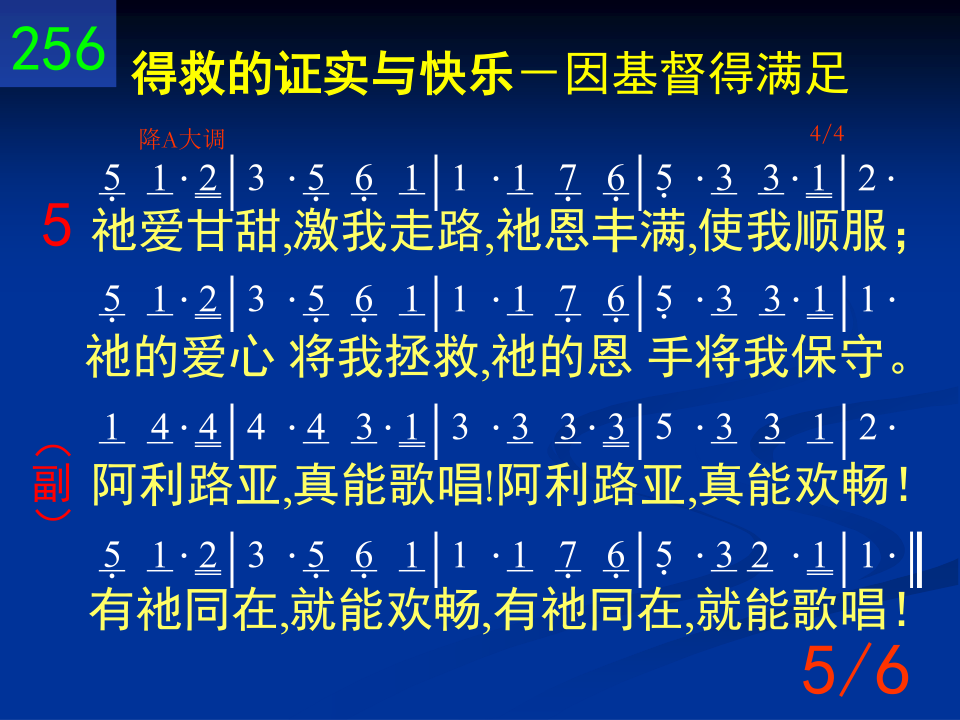 256
得救的证实与快乐－因基督得满足
降A大调 4/4
5 1·2|3 ·5 6 1|1 ·1 7 6|5 ·3 3·1|2·
5 祂爱甘甜,激我走路,祂恩丰满,使我顺服；
5 1·2|3 ·5 6 1|1 ·1 7 6|5 ·3 3·1|1·
祂的爱心 将我拯救,祂的恩 手将我保守。
1 4·4|4 ·4 3·1|3 ·3 3·3|5 ·3 3 1|2·
（副） 阿利路亚,真能歌唱!阿利路亚,真能欢畅！
5 1·2|3 ·5 6 1|1 ·1 7 6|5 ·3 2 ·1|1·‖
有祂同在,就能欢畅,有祂同在,就能歌唱！
5/6